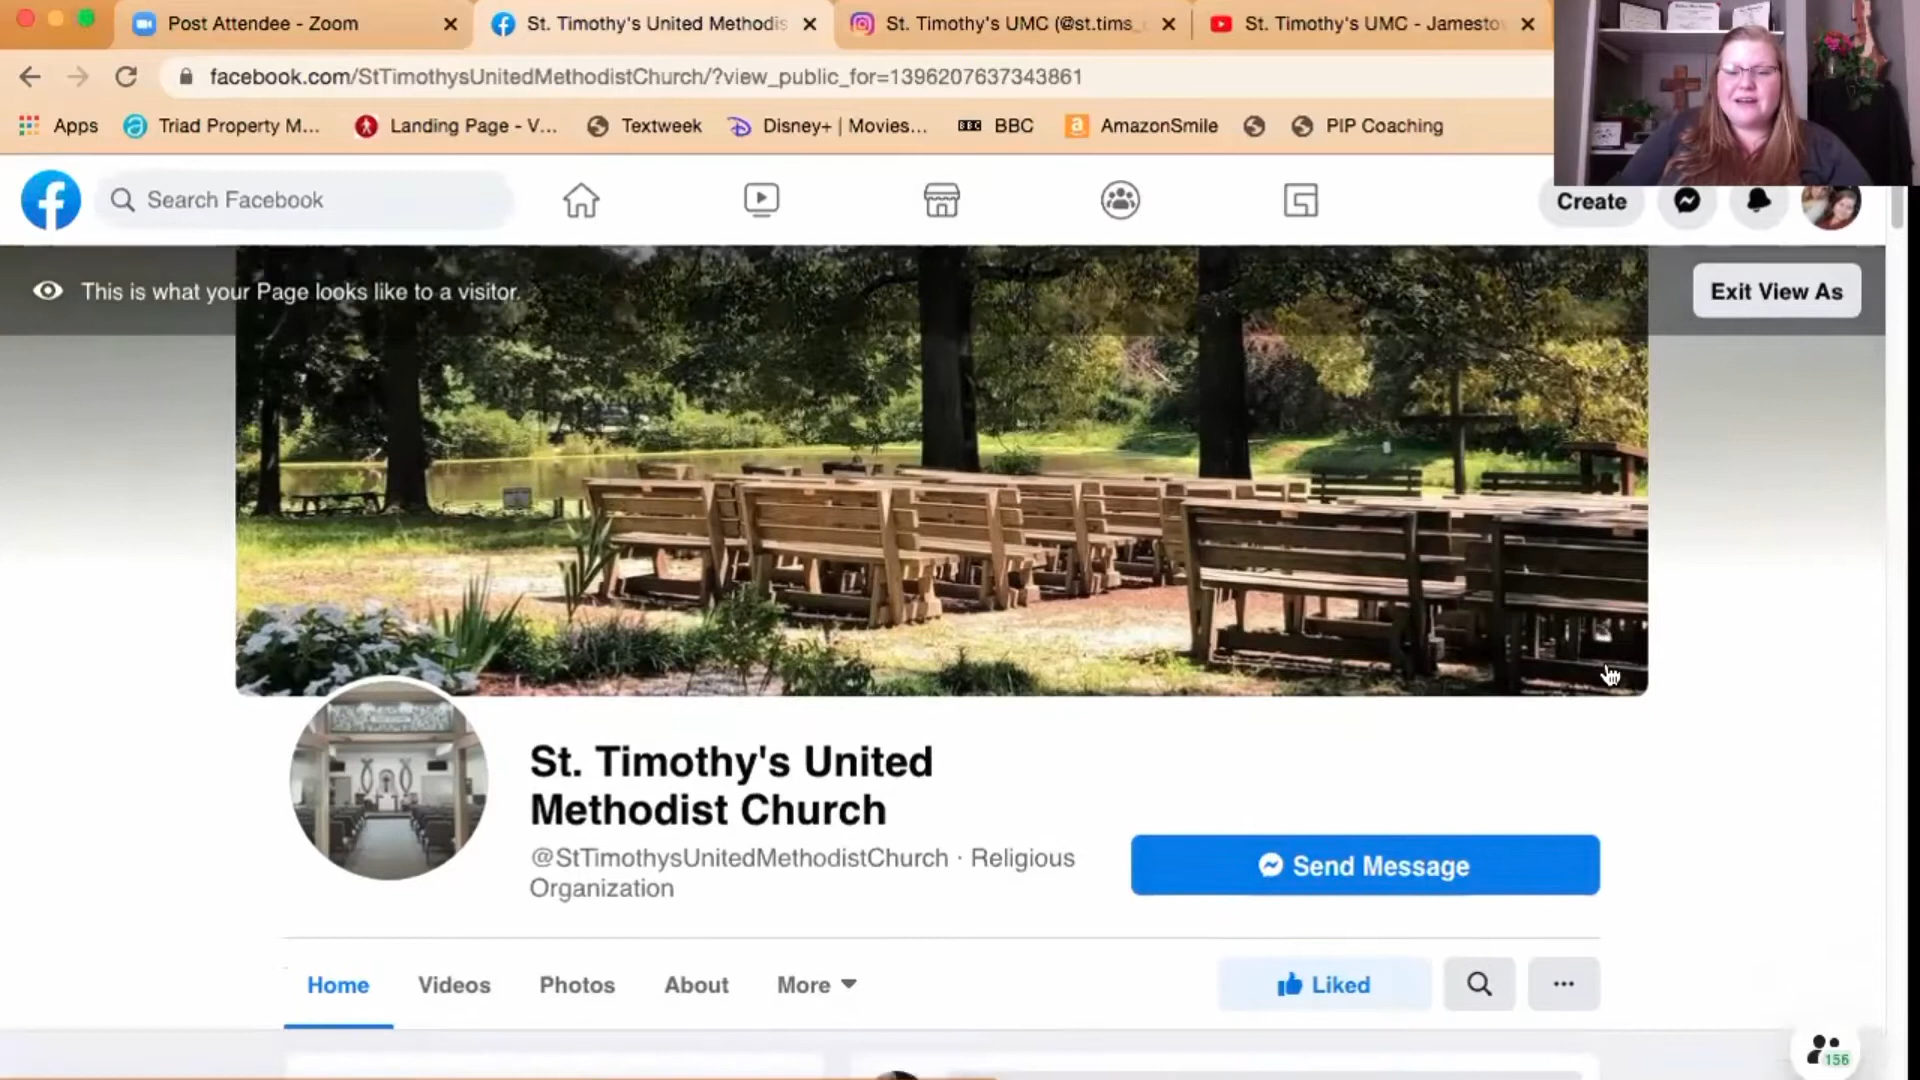 Post Attendee - Zoom
St. Timothy's United Methodis
St. Timothy's UMC (@st.tims_
St. Timothy's UMC - Jamesto
facebook.com/StTimothysUnitedMethodistChurch/?view_public_for=1396207637343861
Apps
Triad Property M...
Landing Page - V...
Textweek
Disney+ | Movies...
BBC BBC
AmazonSmile
PIP Coaching
Search Facebook
Create
This is what your Page looks like to a visitor.
Exit View As
St. Timothy's United
Methodist Church
@StTimothysUnitedMethodistChurch · Religious
Organization
Send Message
Home
Videos
Photos
About
More
Liked
156